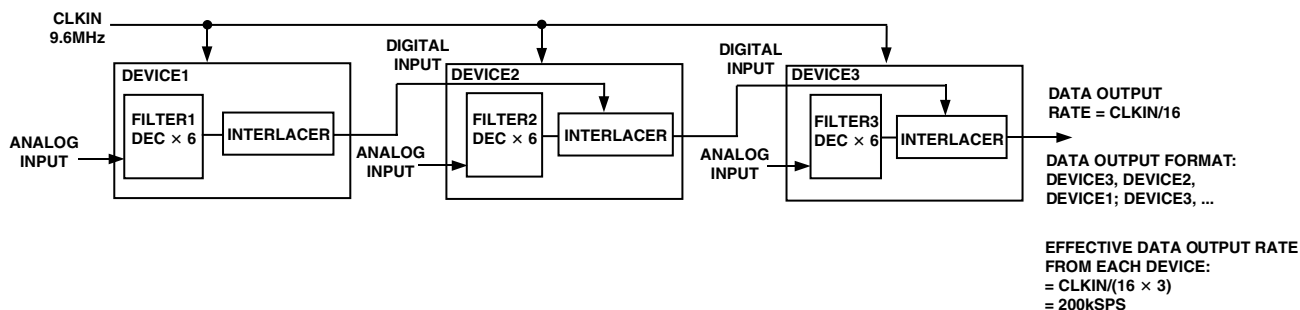 CLKIN
9.6MHz
DIGITAL
INPUT
DIGITAL
INPUT
DEVICE1
DEVICE2
DEVICE3
FILTER1
DEC × 6
INTERLACER
FILTER2
DEC × 6
INTERLACER
FILTER3
DEC × 6
INTERLACER
ANALOG
INPUT
ANALOG
INPUT
ANALOG
INPUT
DATA OUTPUT
RATE = CLKIN/16
DATA OUTPUT FORMAT:
DEVICE3, DEVICE2,
DEVICE1; DEVICE3, ...
EFFECTIVE DATA OUTPUT RATE
FROM EACH DEVICE:
= CLKIN/(16 × 3)
= 200kSPS